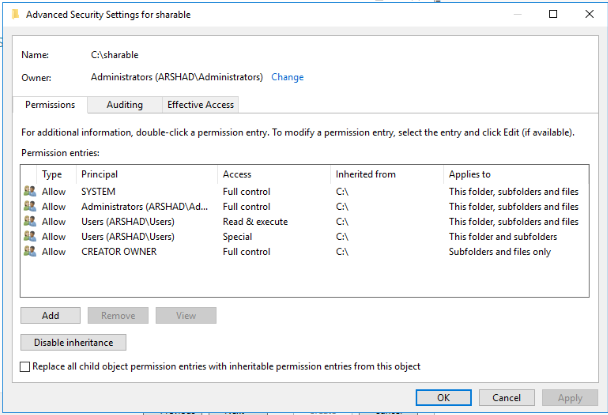 Advanced Security Settings for sharable
Name: C:\sharable
Owner: Administrators (ARSHAD\Administrators) Change
Permissions Auditing Effective Access
For additional information, double-click a permission entry. To modify a permission entry, select the entry and click Edit (if available).
Permission entries:
Type Principal Access Inherited from Applies to
Allow SYSTEM Full control C:\ This folder, subfolders and files
Allow Administrators (ARSHAD\Ad... Full control C:\ This folder, subfolders and files
Allow Users (ARSHAD\Users) Read & execute C:\ This folder, subfolders and files
Allow Users (ARSHAD\Users) Special C:\ This folder and subfolders
Allow CREATOR OWNER Full control C:\ Subfolders and files only
Add Remove View
Disable inheritance
Replace all child object permission entries with inheritable permission entries from this object
OK Cancel Apply